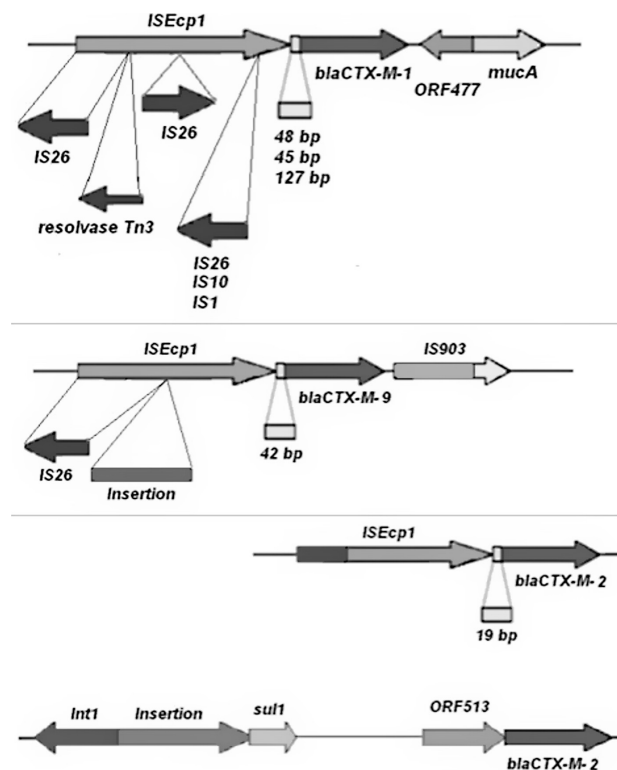 ISEcp1
blaCTX-M-1
ORF477
mucA
IS26
IS26
48 bp
45 bp
127 bp
resolvase Tn3
IS26
IS10
IS1
ISEcp1
IS903
blaCTX-M-9
IS26
Insertion
42 bp
ISEcp1
blaCTX-M-2
19 bp
Int1 Insertion sul1 ORF513
blaCTX-M-2